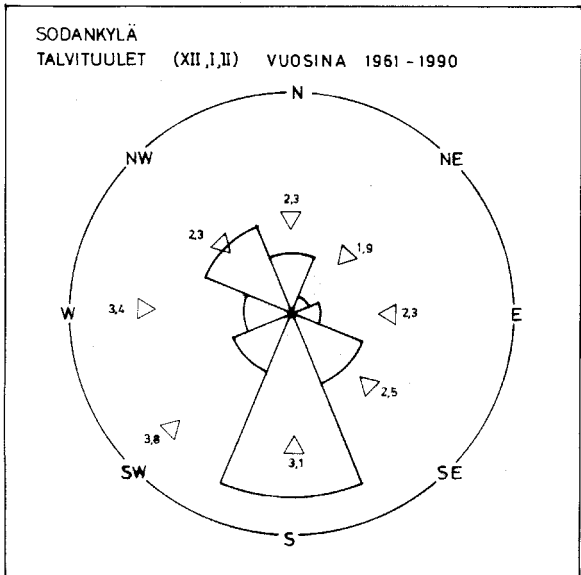 SODANKYLÄ
TALVITUULET (XII,I,II) VUOSINA 1961-1990
N
NW
NE
2,3
2,3
1,9
W
3,4
2,3
E
2,5
3,8
3,1
SW
SE
S